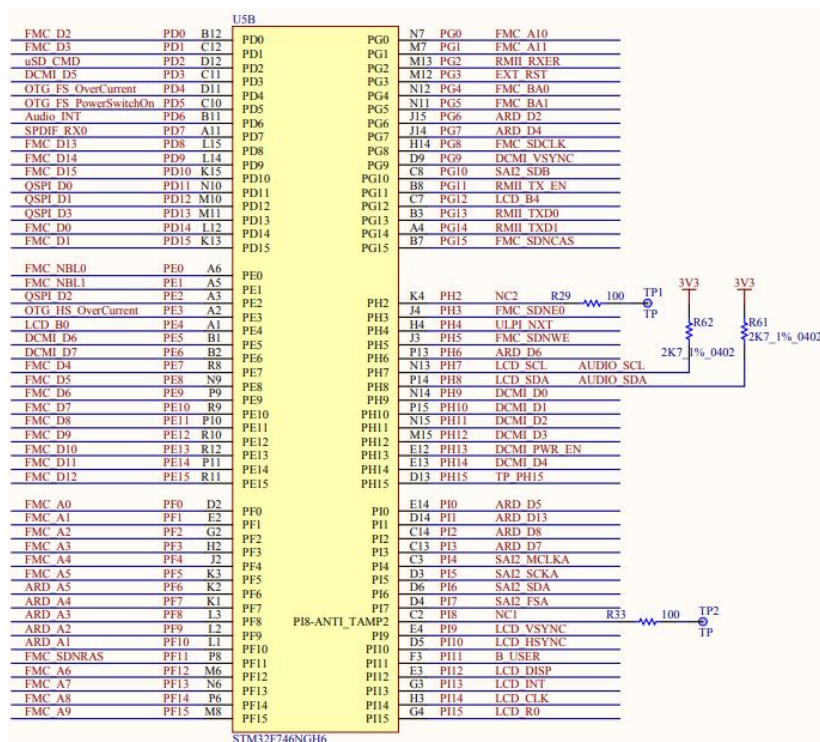 U5B
FMC_D2 PD0 B12 PD0 PG0 N7 PG0 FMC_A10
FMC_D3 PD1 C12 PD1 PG1 M7 PG1 FMC_A11
uSD_CMD PD2 D12 PD2 PG2 M13 PG2 RMII_RXER
DCMI_D5 PD3 C11 PD3 PG3 M12 PG3 EXT_RST
OTG_FS_OverCurrent PD4 D11 PD4 PG4 N12 PG4 FMC_BA0
OTG_FS_PowerSwitchOn PD5 C10 PD5 PG5 N11 PG5 FMC_BA1
Audio_INT PD6 B11 PD6 PG6 J15 PG6 ARD_D2
SPDIF_RX0 PD7 A11 PD7 PG7 J14 PG7 ARD_D4
FMC_D13 PD8 L15 PD8 PG8 H14 PG8 FMC_SDCLK
FMC_D14 PD9 L14 PD9 PG9 D9 PG9 DCMI_VSYNC
FMC_D15 PD10 K15 PD10 PG10 C8 PG10 SAI2_SDB
QSPI_D0 PD11 N10 PD11 PG11 B8 PG11 RMII_TX_EN
QSPI_D1 PD12 M10 PD12 PG12 C7 PG12 LCD_B4
QSPI_D3 PD13 M11 PD13 PG13 B3 PG13 RMII_TXD0
FMC_D0 PD14 L12 PD14 PG14 A4 PG14 RMII_TXD1
FMC_D1 PD15 K13 PD15 PG15 B7 PG15 FMC_SDNCAS
FMC_NBL0 PE0 A6 PE0
FMC_NBL1 PE1 A5 PE1
QSPI_D2 PE2 A3 PE2 PH2 K4 PH2 NC2 R29 100 TP1
TP
OTG_HS_OverCurrent PE3 A2 PE3 PH3 J4 PH3 FMC_SDNE0
LCD_B0 PE4 A1 PE4 PH4 H4 PH4 ULPI_NXT
DCMI_D6 PE5 B1 PE5 PH5 J3 PH5 FMC_SDNWE
DCMI_D7 PE6 B2 PE6 PH6 P13 PH6 ARD_D6
FMC_D4 PE7 R8 PE7 PH7 N13 PH7 LCD_SCL AUDIO_SCL
FMC_D5 PE8 N9 PE8 PH8 P14 PH8 LCD_SDA AUDIO_SDA
FMC_D6 PE9 P9 PE9 PH9 N14 PH9 DCMI_D0
FMC_D7 PE10 R9 PE10 PH10 P15 PH10 DCMI_D1
FMC_D8 PE11 P10 PE11 PH11 N15 PH11 DCMI_D2
FMC_D9 PE12 R10 PE12 PH12 M15 PH12 DCMI_D3
FMC_D10 PE13 R12 PE13 PH13 E12 PH13 DCMI_PWR_EN
FMC_D11 PE14 P11 PE14 PH14 E13 PH14 DCMI_D4
FMC_D12 PE15 R11 PE15 PH15 D13 PH15 TP_PH15
3V3 3V3
R62 R61
2K7_1%_0402 2K7_1%_0402
FMC_A0 PF0 D2 PF0 PI0 E14 PI0 ARD_D5
FMC_A1 PF1 E2 PF1 PI1 D14 PI1 ARD_D13
FMC_A2 PF2 G2 PF2 PI2 C14 PI2 ARD_D8
FMC_A3 PF3 H2 PF3 PI3 C13 PI3 ARD_D7
FMC_A4 PF4 J2 PF4 PI4 C3 PI4 SAI2_MCLKA
FMC_A5 PF5 K3 PF5 PI5 D3 PI5 SAI2_SCKA
ARD_A5 PF6 K2 PF6 PI6 D6 PI6 SAI2_SDA
ARD_A4 PF7 K1 PF7 PI7 D4 PI7 SAI2_FSA
ARD_A3 PF8 L3 PF8 PI8-ANTI_TAMP2 C2 PI8 NC1 R33 100 TP2
TP
ARD_A2 PF9 L2 PF9 PI9 E4 PI9 LCD_VSYNC
ARD_A1 PF10 L1 PF10 PI10 D5 PI10 LCD_HSYNC
FMC_SDNRAS PF11 P8 PF11 PI11 F3 PI11 B_USER
FMC_A6 PF12 M6 PF12 PI12 E3 PI12 LCD_DISP
FMC_A7 PF13 N6 PF13 PI13 G3 PI13 LCD_INT
FMC_A8 PF14 P6 PF14 PI14 H3 PI14 LCD_CLK
FMC_A9 PF15 M8 PF15 PI15 G4 PI15 LCD_R0
STM32F746NGH6